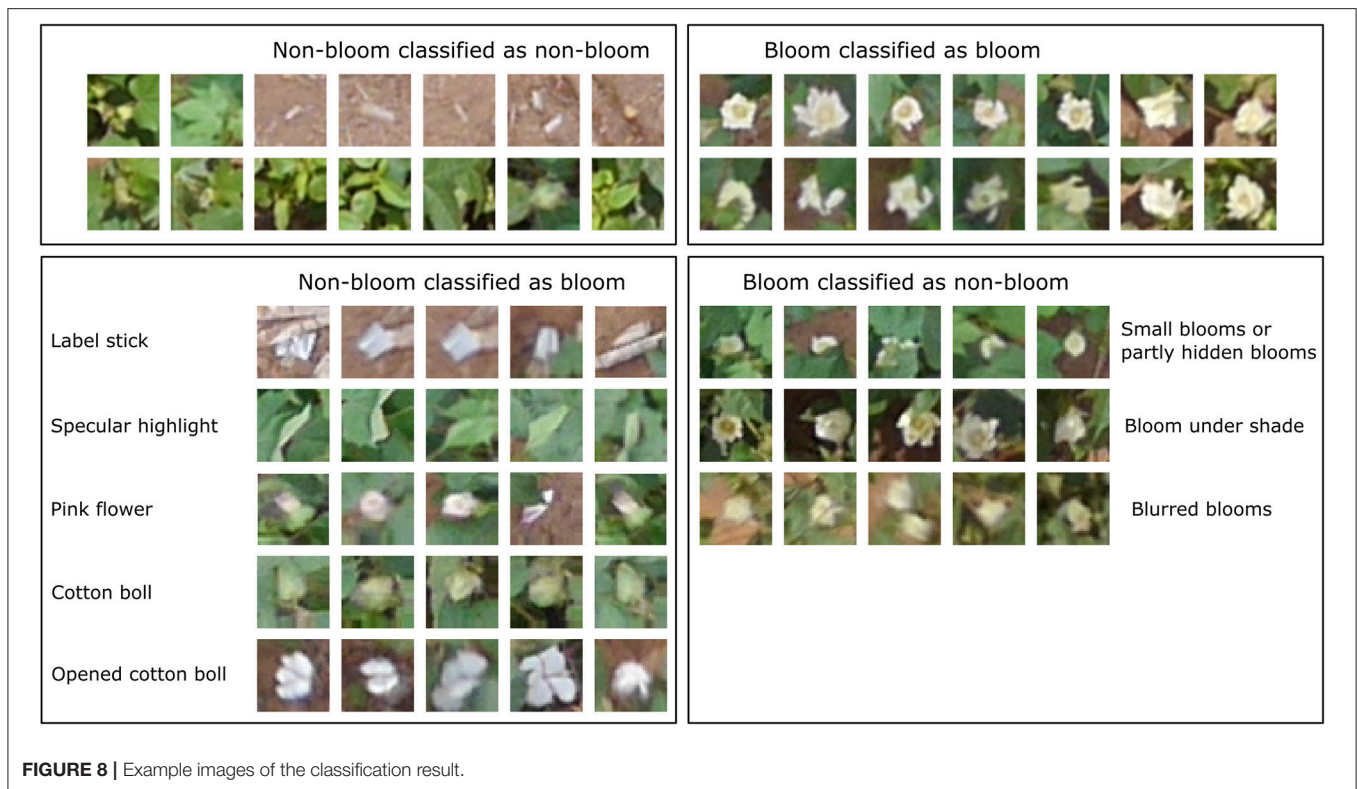 Non-bloom classified as non-bloom
Bloom classified as bloom
Non-bloom classified as bloom
Label stick
Specular highlight
Pink flower
Cotton boll
Opened cotton boll
Bloom classified as non-bloom
Small blooms or
partly hidden blooms
Bloom under shade
Blurred blooms
FIGURE 8 | Example images of the classification result.